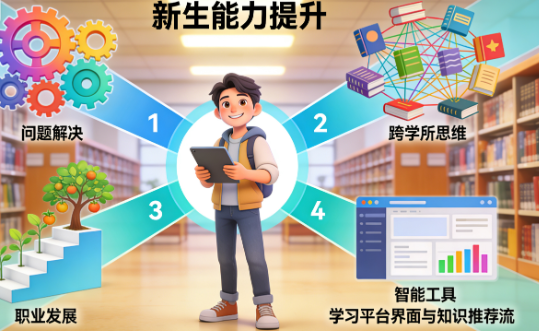 新生能力提升
1
问题解决
2
跨学所思维
3
职业发展
4
智能工具
学习平台界面与知识推荐流